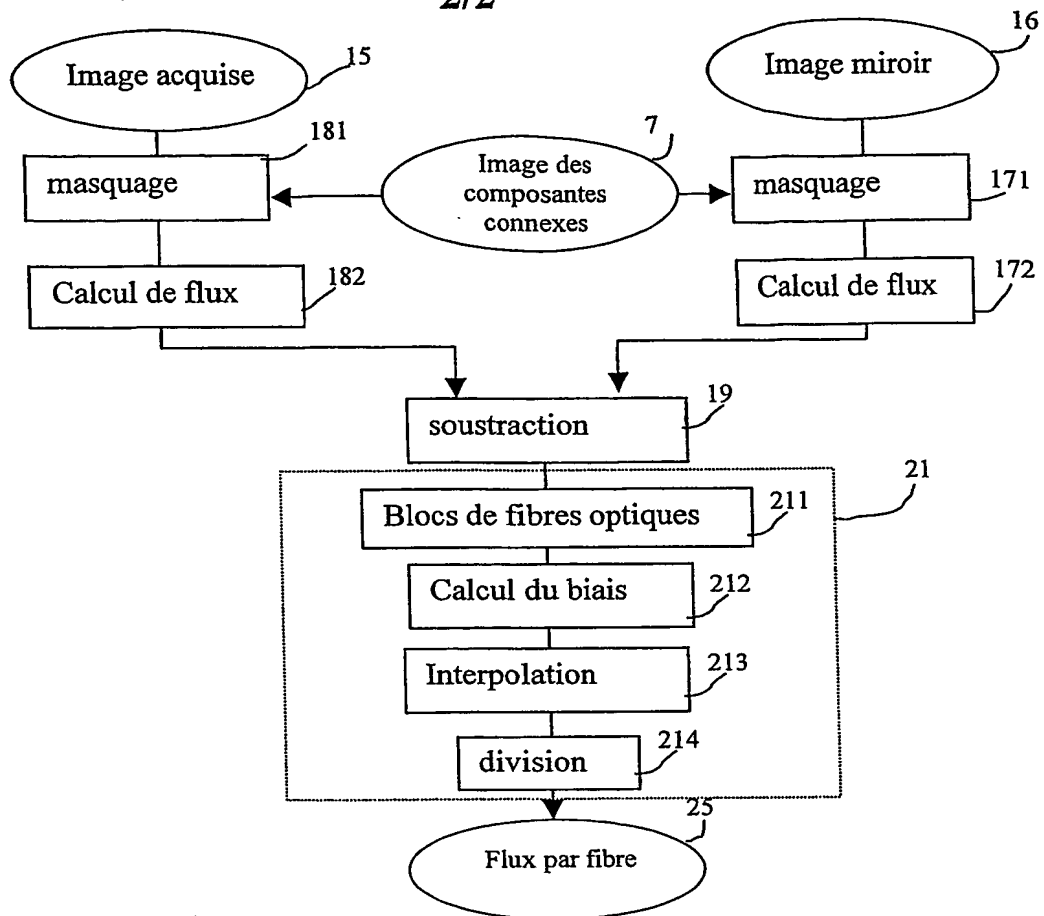 2/2
Image acquise
15
Image miroir
16
181
masquage
7
Image des
composantes
connexes
masquage
171
Calcul de flux
182
Calcul de flux
172
soustraction
19
21
Blocs de fibres optiques
211
Calcul du biais
212
Interpolation
213
division
214
25
Flux par fibre